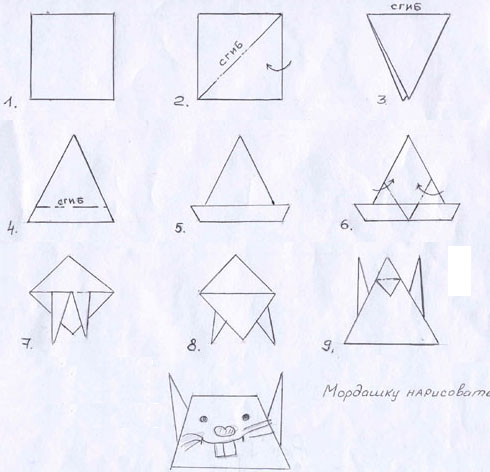 сгиб
1.
2.
сгиб
3
4.
сгиб
5.
6.
7.
8.
9,
Мордашку нарисовать